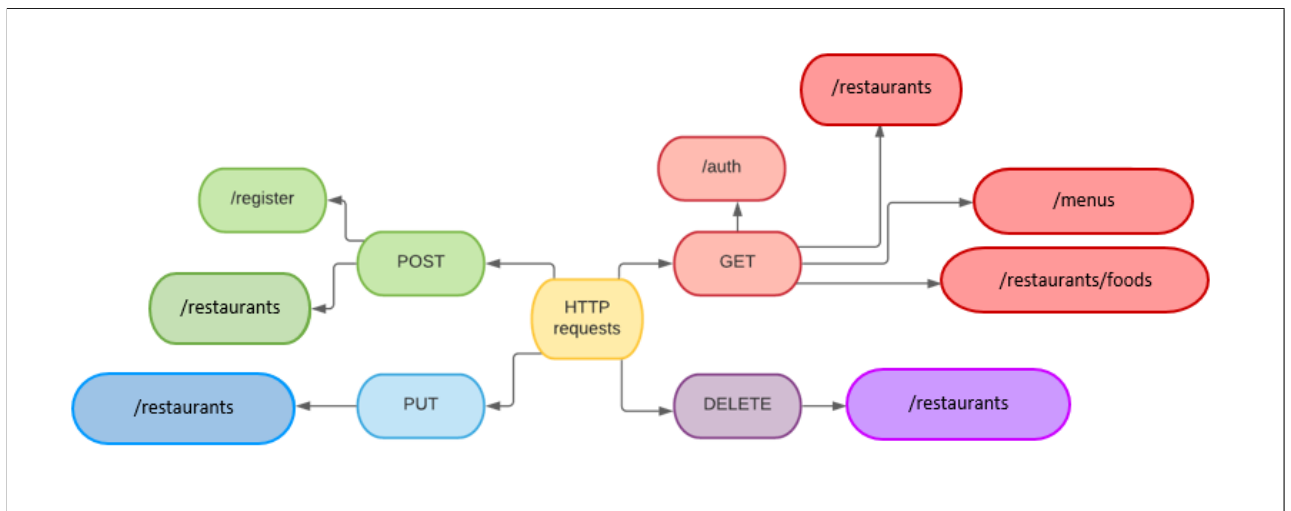 /restaurants
/auth
/register
/menus
POST
GET
/restaurants/foods
/restaurants
HTTP
requests
/restaurants
PUT
DELETE
/restaurants